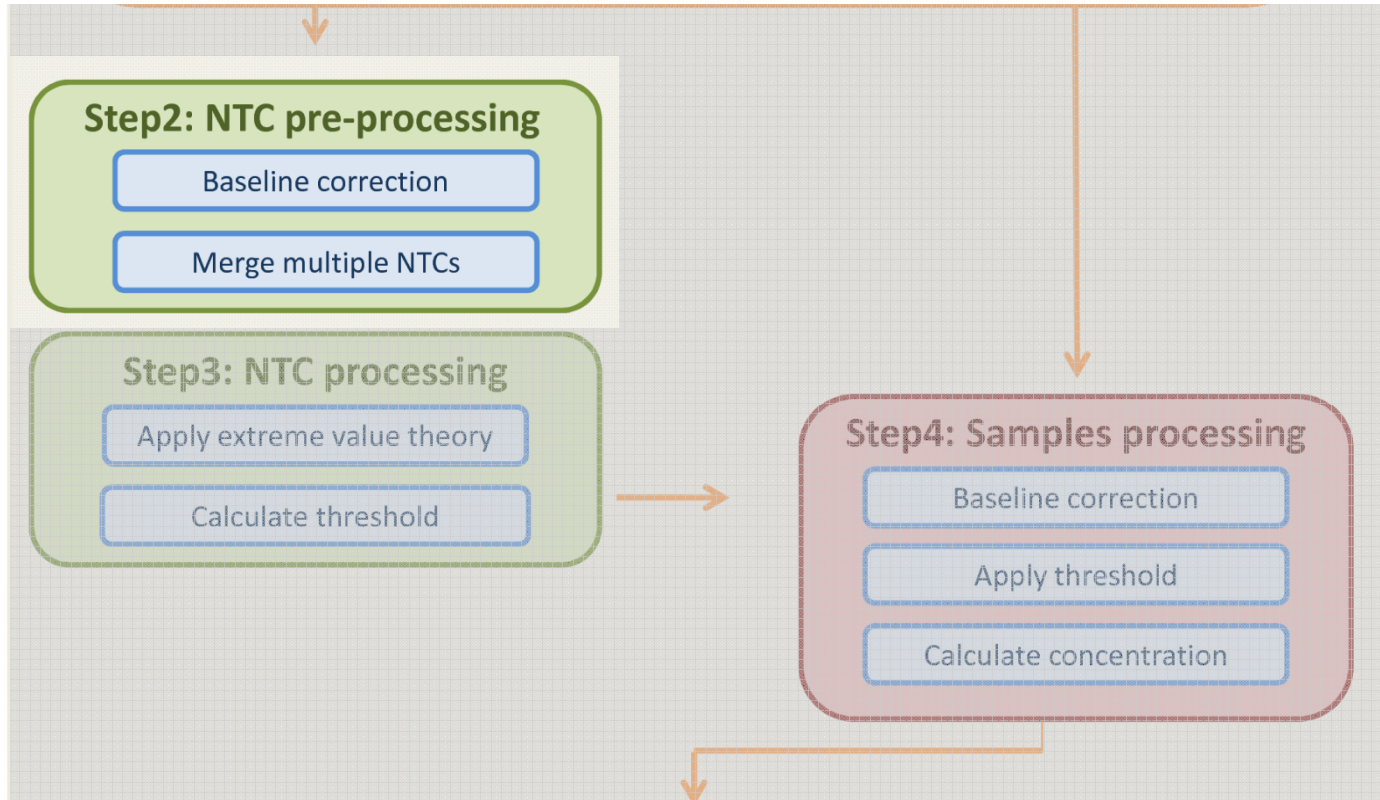 Step2: NTC pre-processing
Baseline correction
Merge multiple NTCs
Step3: NTC processing
Apply extreme value theory
Calculate threshold
Step4: Samples processing
Baseline correction
Apply threshold
Calculate concentration